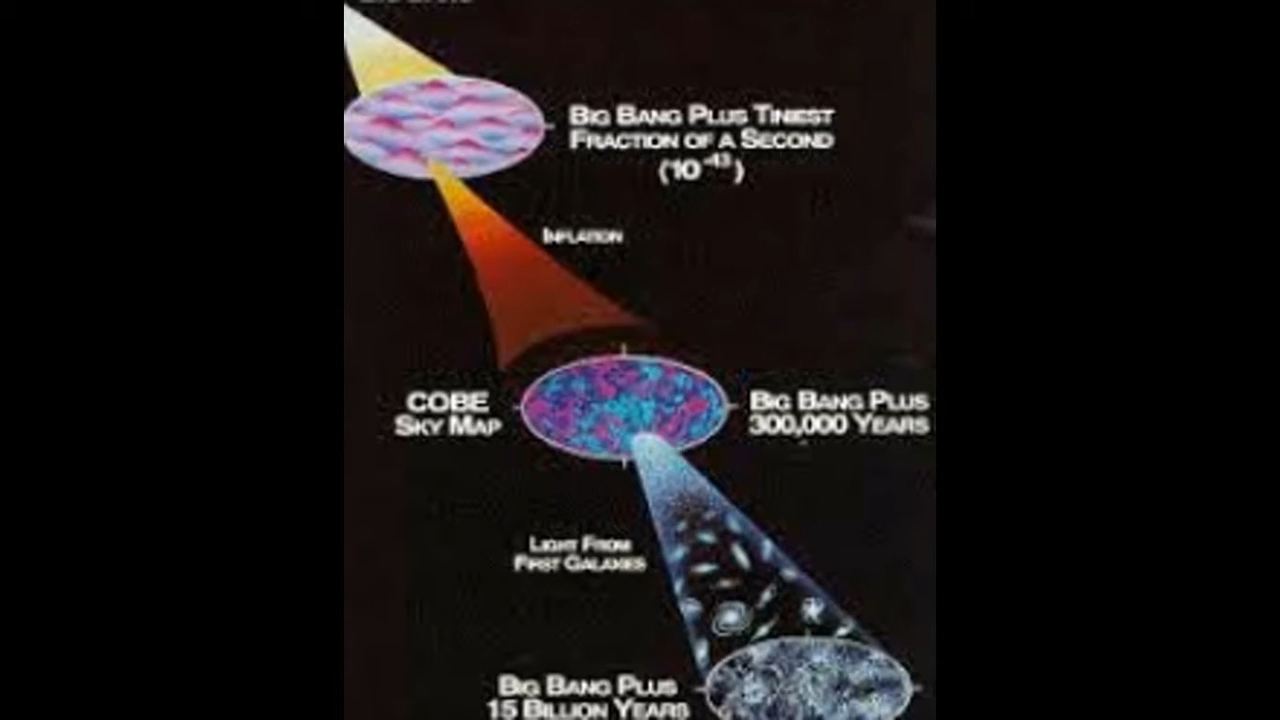 BIG BANG PLUS TINIEST
FRACTION OF A SECOND
(10⁻⁴³)
INFLATION
COBE
SKY MAP
BIG BANG PLUS
300,000 YEARS
LIGHT FROM
FIRST GALAXIES
BIG BANG PLUS
15 BILLION YEARS